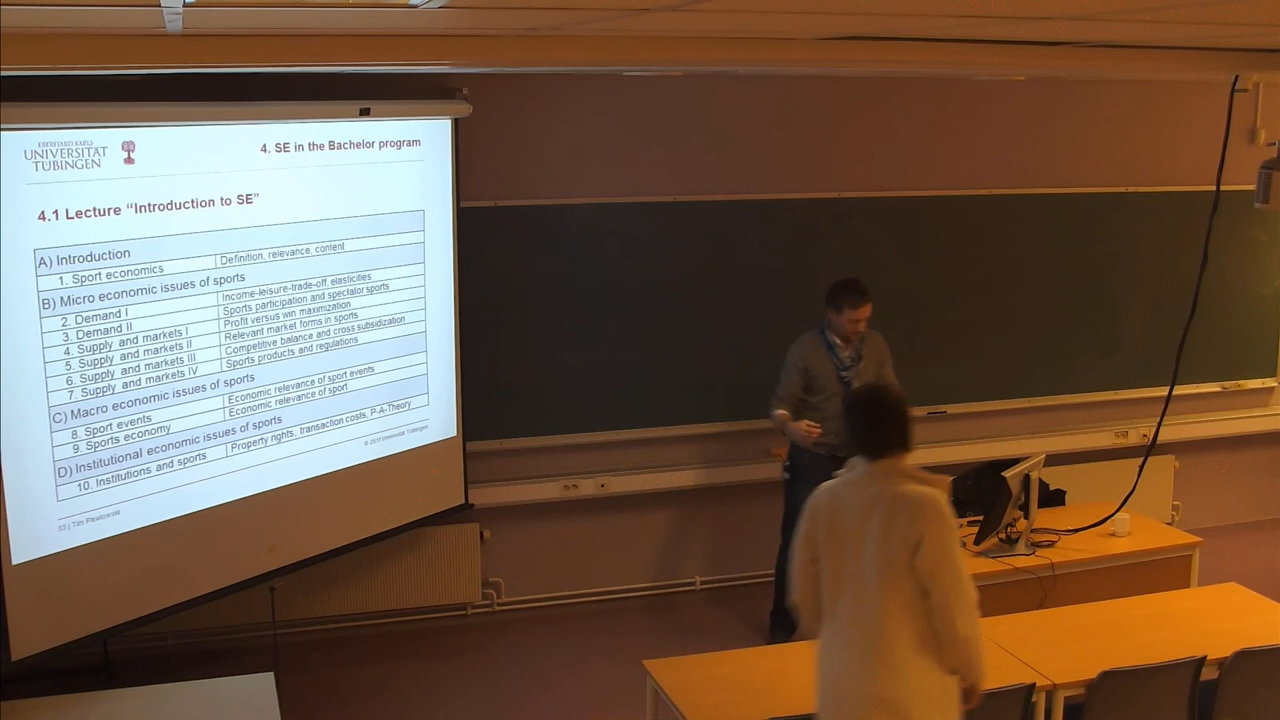 EBERHARD KARLS
UNIVERSITÄT
TÜBINGEN
4. SE in the Bachelor program
4.1 Lecture “Introduction to SE”
A) Introduction
1. Sport economics Definition, relevance, content
B) Micro economic issues of sports
2. Demand I Income-leisure-trade-off, elasticities
3. Demand II Sports participation and spectator sports
4. Supply and markets I Profit versus win maximization
5. Supply and markets II Relevant market forms in sports
6. Supply and markets III Competitive balance and cross subsidization
7. Supply and markets IV Sports products and regulations
C) Macro economic issues of sports
8. Sport events Economic relevance of sport events
9. Sports economy Economic relevance of sport
D) Institutional economic issues of sports
10. Institutions and sports Property rights, transaction costs, P-A-Theory
33 | Tim Pawlowski
Universität Tübingen